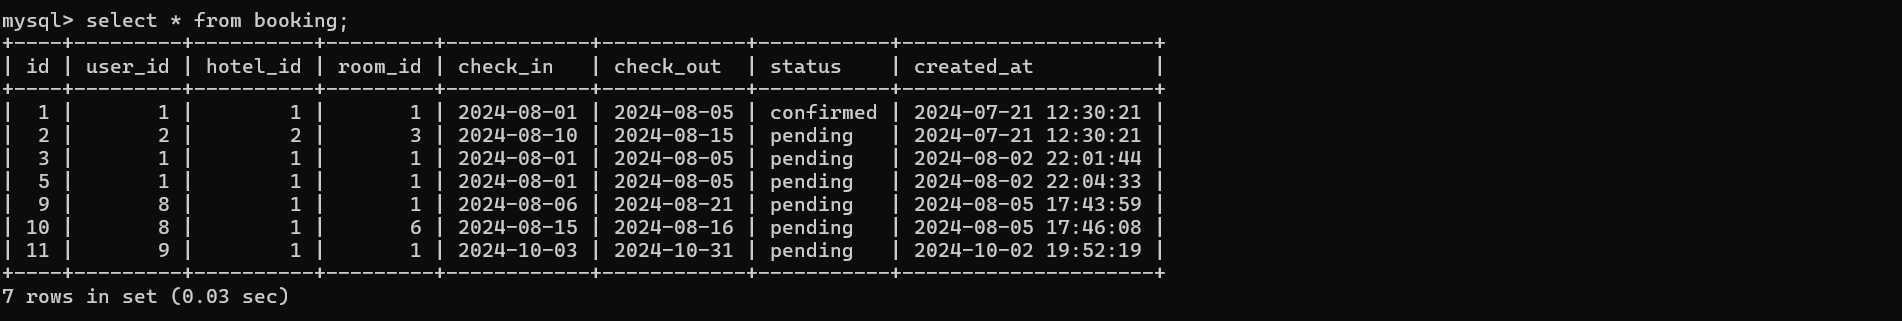 mysql> select * from booking;
+----+---------+----------+---------+------------+------------+-----------+---------------------+
| id | user_id | hotel_id | room_id | check_in   | check_out  | status    | created_at          |
+----+---------+----------+---------+------------+------------+-----------+---------------------+
|  1 |       1 |        1 |       1 | 2024-08-01 | 2024-08-05 | confirmed | 2024-07-21 12:30:21 |
|  2 |       2 |        2 |       3 | 2024-08-10 | 2024-08-15 | pending   | 2024-07-21 12:30:21 |
|  3 |       1 |        1 |       1 | 2024-08-01 | 2024-08-05 | pending   | 2024-08-02 22:01:44 |
|  5 |       1 |        1 |       1 | 2024-08-01 | 2024-08-05 | pending   | 2024-08-02 22:04:33 |
|  9 |       8 |        1 |       1 | 2024-08-06 | 2024-08-21 | pending   | 2024-08-05 17:43:59 |
| 10 |       8 |        1 |       6 | 2024-08-15 | 2024-08-16 | pending   | 2024-08-05 17:46:08 |
| 11 |       9 |        1 |       1 | 2024-10-03 | 2024-10-31 | pending   | 2024-10-02 19:52:19 |
+----+---------+----------+---------+------------+------------+-----------+---------------------+
7 rows in set (0.03 sec)